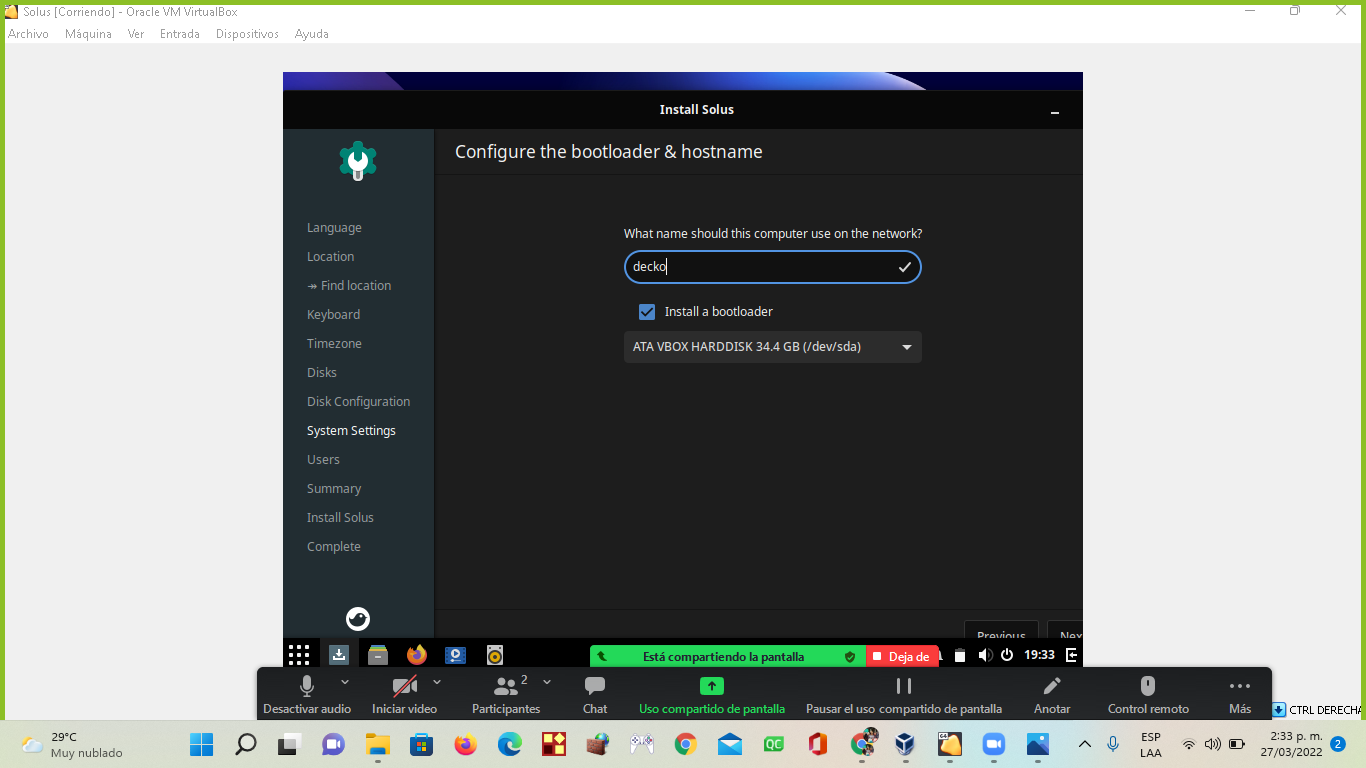 Solus [Corriendo] - Oracle VM VirtualBox
Archivo Máquina Ver Entrada Dispositivos Ayuda
Install Solus
Configure the bootloader & hostname
Language
Location
↠ Find location
Keyboard
Timezone
Disks
Disk Configuration
System Settings
Users
Summary
Install Solus
Complete
What name should this computer use on the network?
decko
Install a bootloader
ATA VBOX HARDDISK 34.4 GB (/dev/sda)
Previous
Está compartiendo la pantalla
Deja de
19:33
Desactivar audio
Iniciar video
2
Participantes
Chat
Uso compartido de pantalla
Pausar el uso compartido de pantalla
Anotar
Control remoto
Más
CTRL DERECHA
29°C
Muy nublado
QC
ESP
LAA
2:33 p. m.
27/03/2022
2